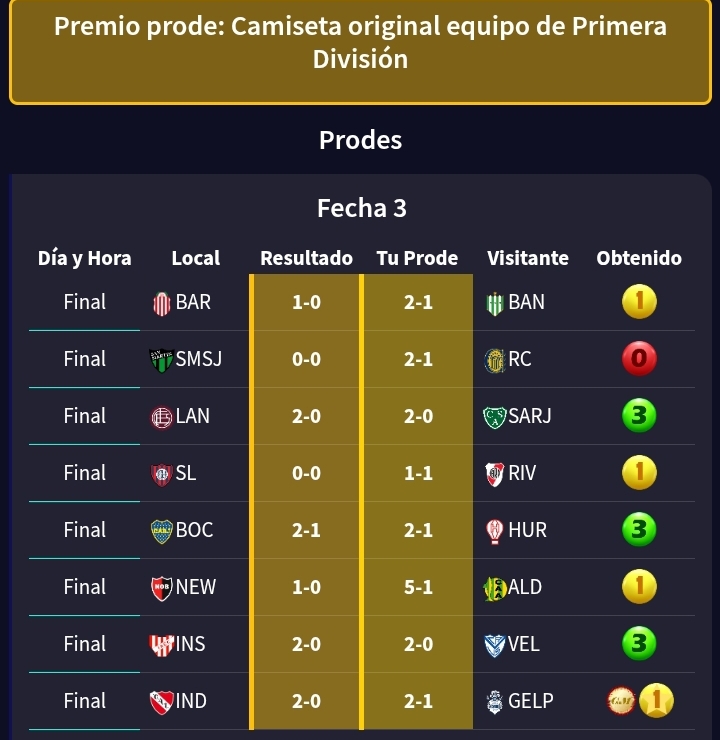 Premio prode: Camiseta original equipo de Primera
División
Prodes
Fecha 3
Día y Hora Local Resultado Tu Prode Visitante Obtenido
Final BAR 1-0 2-1 BAN 1
Final SMSJ 0-0 2-1 RC 0
Final LAN 2-0 2-0 SARJ 3
Final SL 0-0 1-1 RIV 1
Final BOC 2-1 2-1 HUR 3
Final NEW 1-0 5-1 ALD 1
Final INS 2-0 2-0 VEL 3
Final IND 2-0 2-1 GELP 1